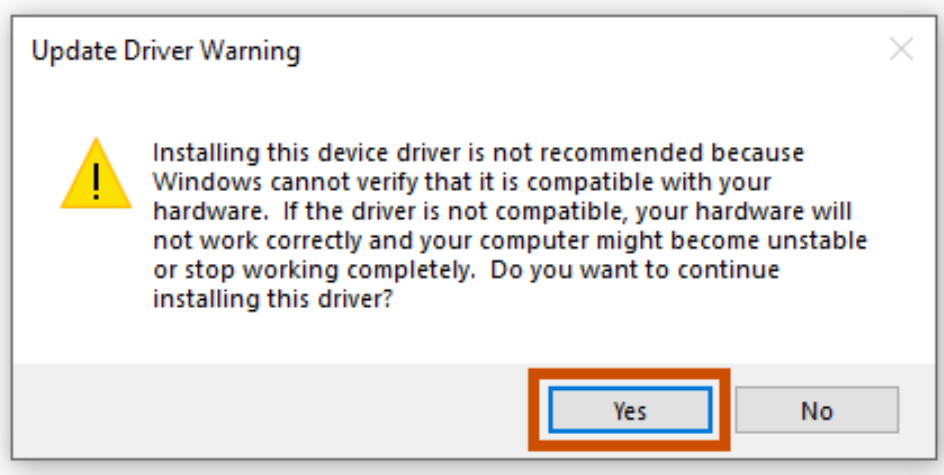 Update Driver Warning
Installing this device driver is not recommended because
Windows cannot verify that it is compatible with your
hardware.  If the driver is not compatible, your hardware will
not work correctly and your computer might become unstable
or stop working completely.  Do you want to continue
installing this driver?
Yes No